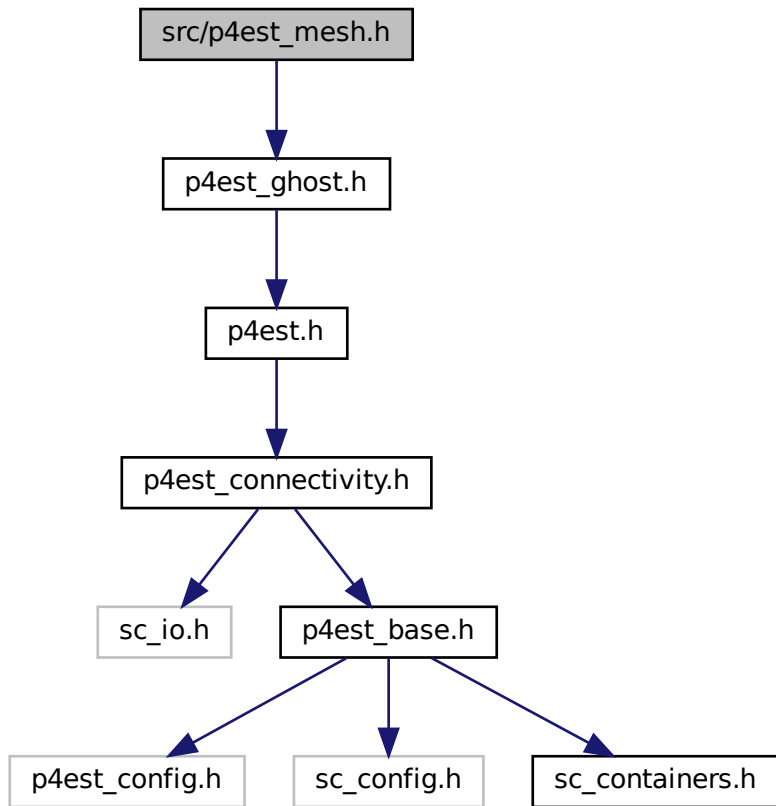 src/p4est_mesh.h
p4est_ghost.h
p4est.h
p4est_connectivity.h
sc_io.h
p4est_base.h
p4est_config.h
sc_config.h
sc_containers.h